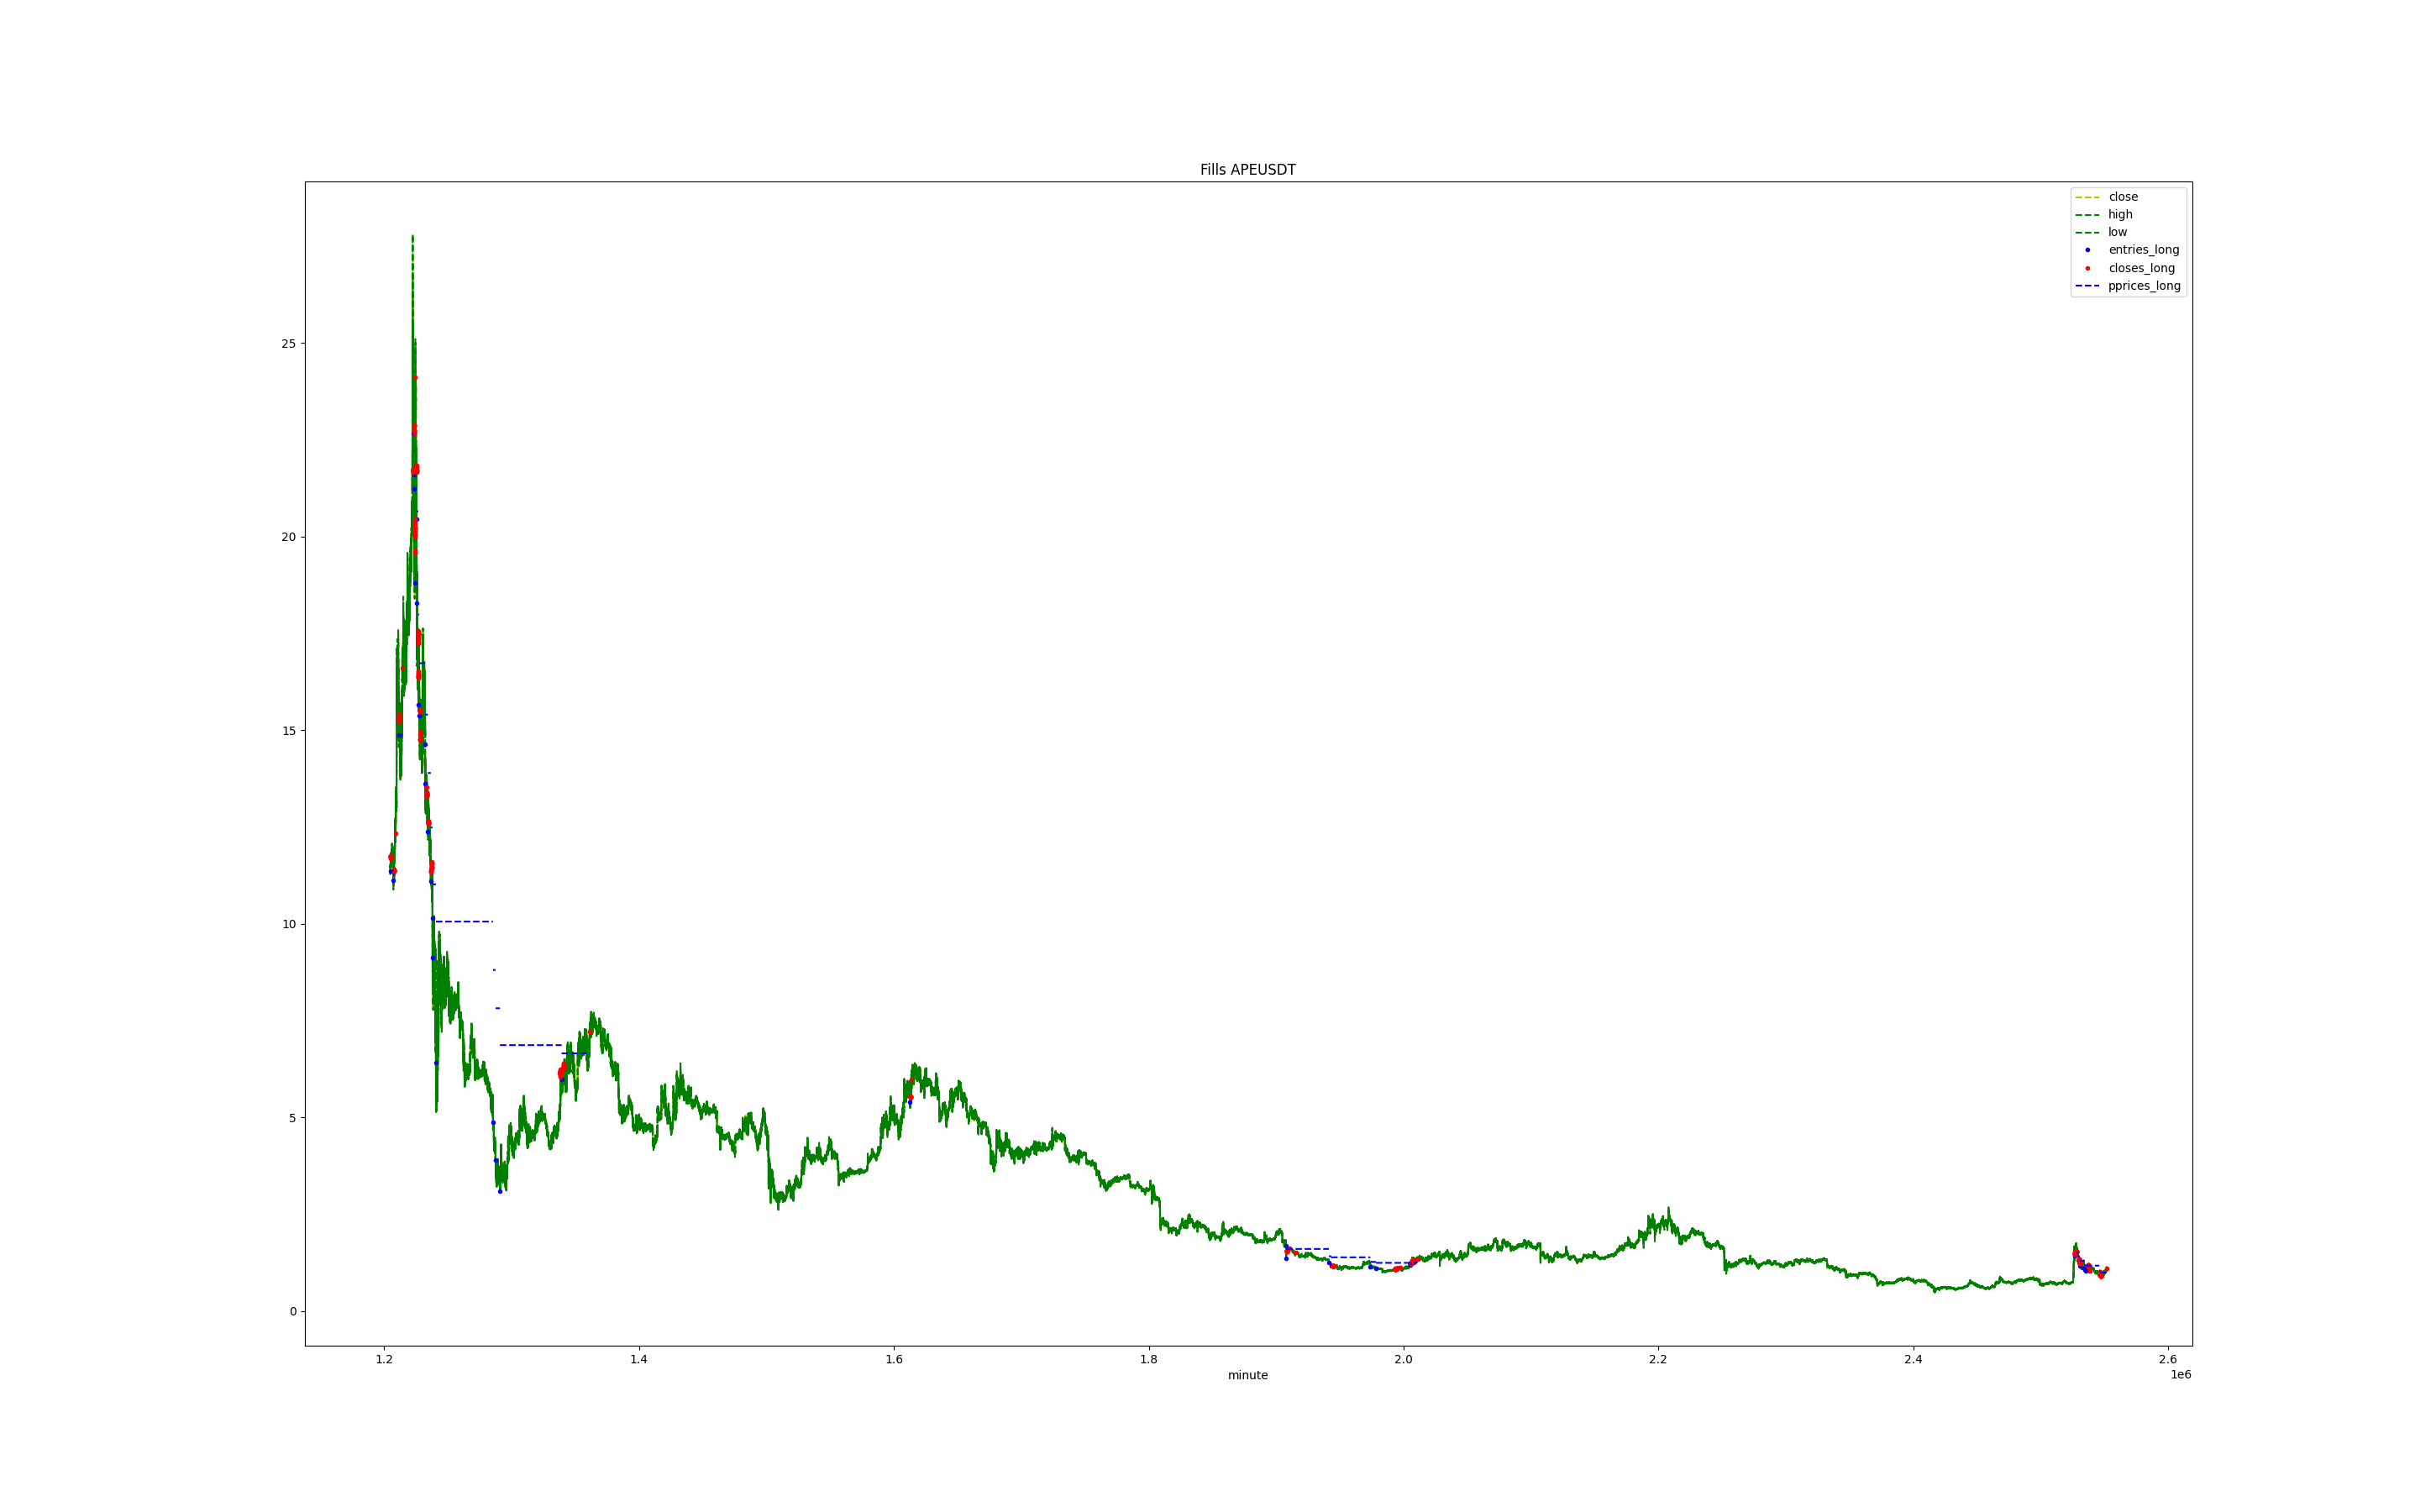 Fills APEUSDT
close
high
low
entries_long
closes_long
pprices_long
25
20
15
10
5
0
1.2 1.4 1.6 1.8 2.0 2.2 2.4 2.6
minute
1e6